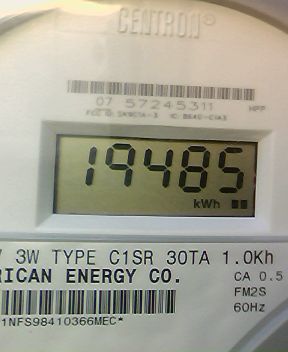 CENTRON®
07 57245311
19485
kWh
3W TYPE C1SR 30TA 1.0Kh
RICAN ENERGY CO.
CA 0.5
FM2S
60Hz
1NFS98410366MEC*